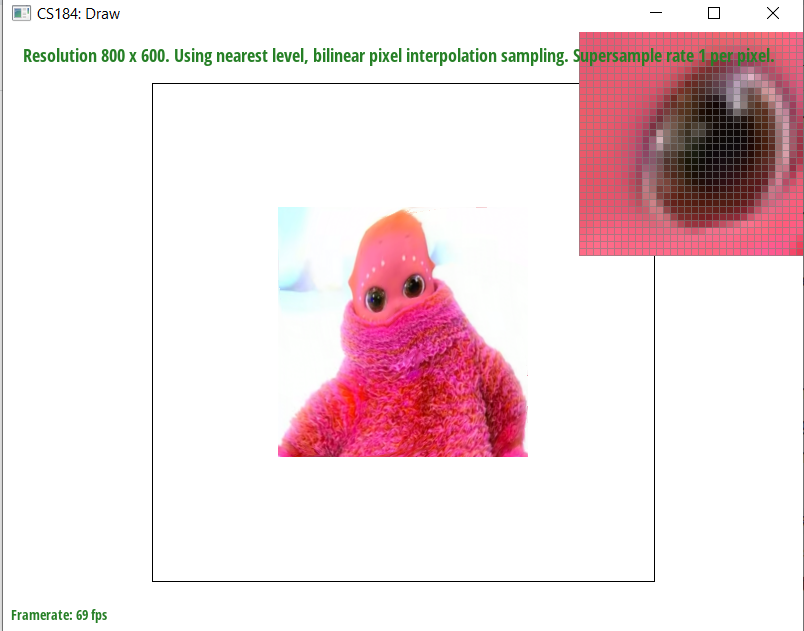 CS184: Draw
Resolution 800 x 600. Using nearest level, bilinear pixel interpolation sampling. Supersample rate 1 per pixel.
Framerate: 69 fps